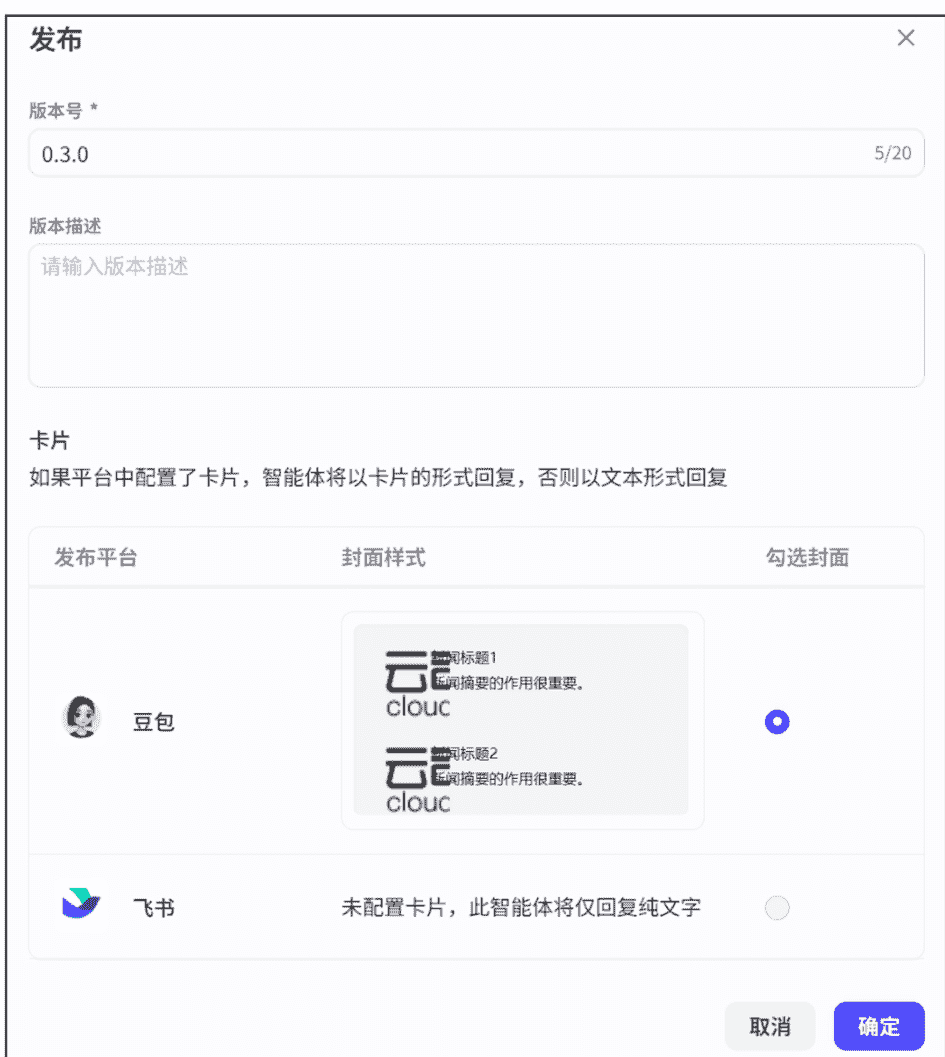 发布
版本号 *
0.3.0
5/20
版本描述
请输入版本描述
卡片
如果平台中配置了卡片，智能体将以卡片的形式回复，否则以文本形式回复
发布平台 封面样式 勾选封面
豆包
新闻标题1
新闻摘要的作用很重要。
clouc
新闻标题2
新闻摘要的作用很重要。
clouc
飞书 未配置卡片，此智能体将仅回复纯文字
取消 确定